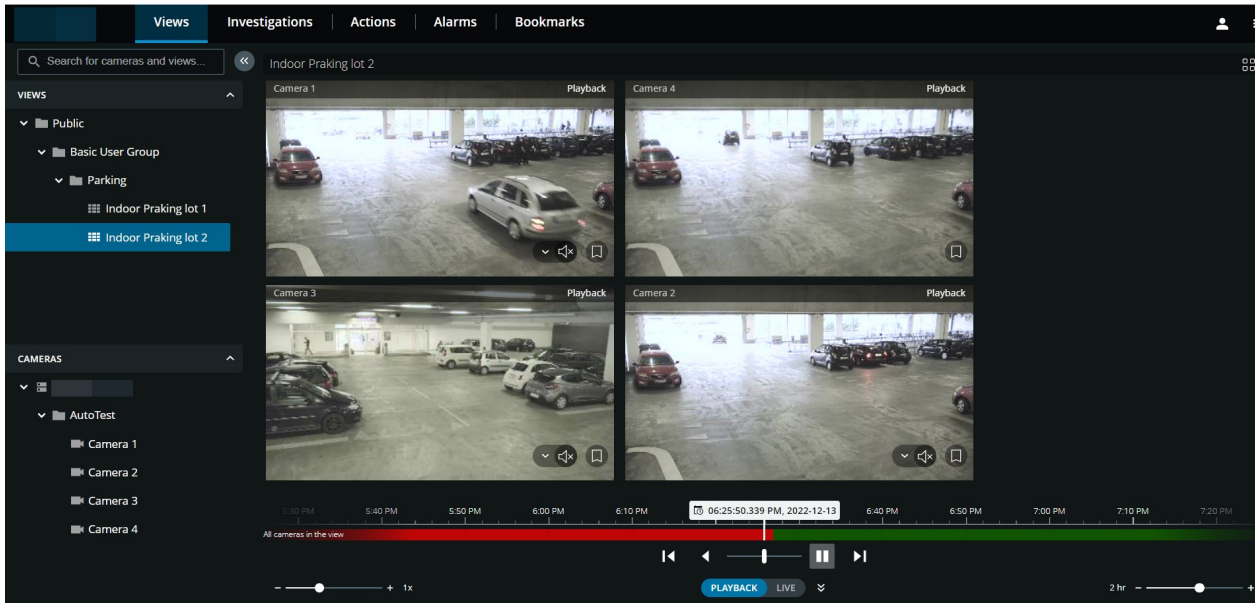 Views Investigations Actions Alarms Bookmarks
Search for cameras and views...
Indoor Praking lot 2
VIEWS
Public
Basic User Group
Parking
Indoor Praking lot 1
Indoor Praking lot 2
CAMERAS
AutoTest
Camera 1
Camera 2
Camera 3
Camera 4
Camera 1 Playback
Camera 4 Playback
Camera 3 Playback
Camera 2 Playback
5:30 PM 5:40 PM 5:50 PM 6:00 PM 6:10 PM 06:25:50.339 PM, 2022-12-13 6:40 PM 6:50 PM 7:00 PM 7:10 PM 7:20 PM
All cameras in the view
1x PLAYBACK LIVE 2 hr